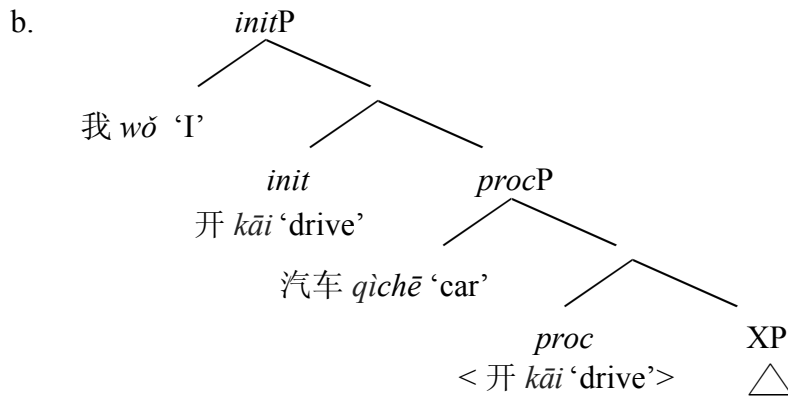 b.
initP
我 wǒ ‘I’
init
procP
开 kāi ‘drive’
汽车 qìchē ‘car’
proc
XP
< 开 kāi ‘drive’>